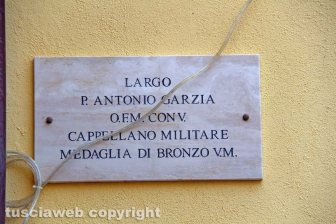 LARGO
P. ANTONIO GARZIA
O.FM. CONV.
CAPPELLANO MILITARE
MEDAGLIA DI BRONZO V.M.
tusciaweb copyright